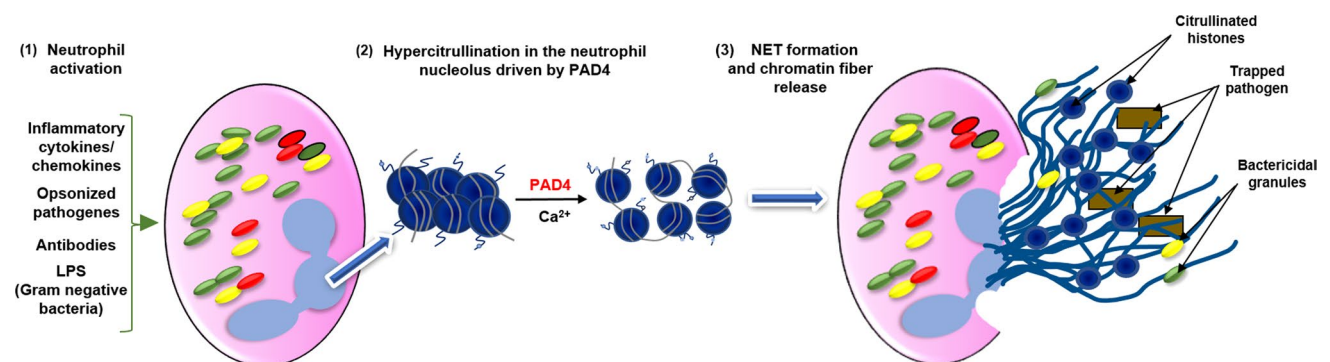 (1) Neutrophil
activation
Inflammatory
cytokines/
chemokines
Opsonized
pathogenes
Antibodies
LPS
(Gram negative
bacteria)
(2) Hypercitrullination in the neutrophil
nucleolus driven by PAD4
PAD4
Ca²⁺
(3) NET formation
and chromatin fiber
release
Citrullinated
histones
Trapped
pathogen
Bactericidal
granules